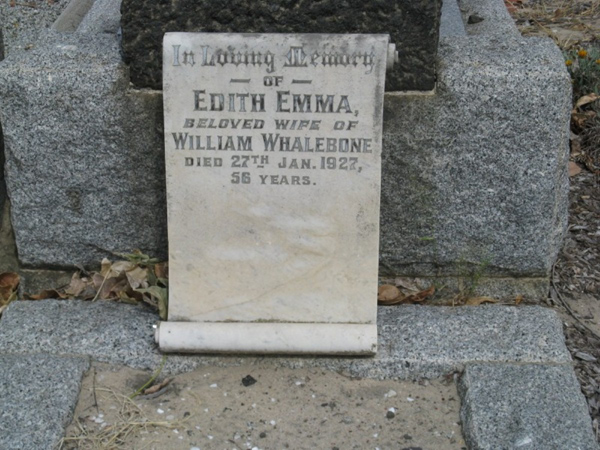 In Loving Memory
— OF —
EDITH EMMA,
BELOVED WIFE OF
WILLIAM WHALEBONE
DIED 27TH JAN. 1927,
56 YEARS.